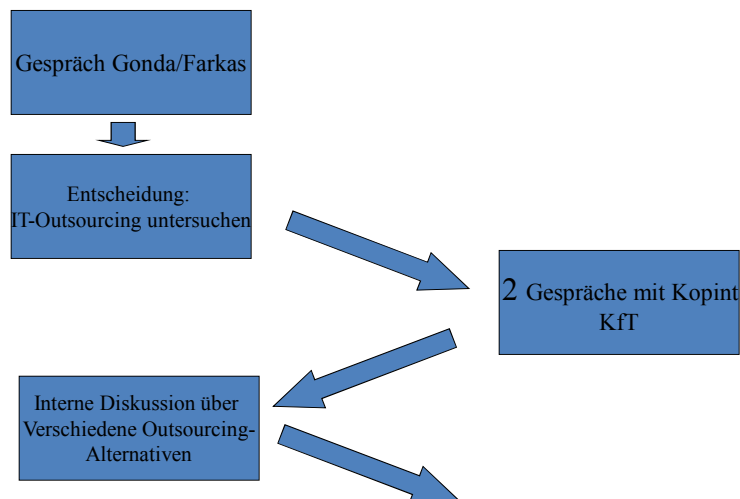 Gespräch Gonda/Farkas
Entscheidung:
IT-Outsourcing untersuchen
2 Gespräche mit Kopint
KfT
Interne Diskussion über
Verschiedene Outsourcing-
Alternativen